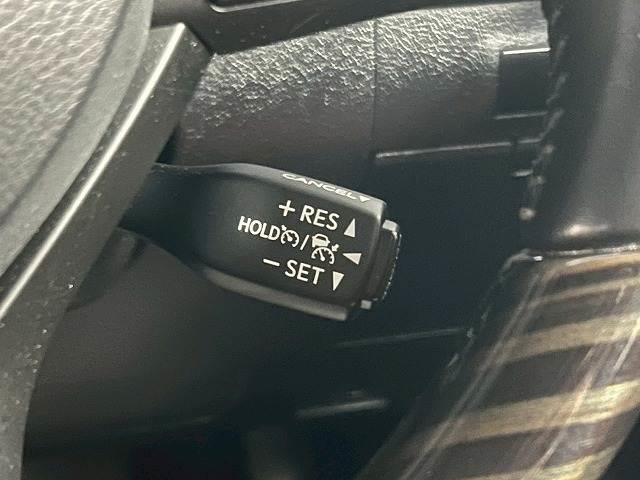 CANCEL
+ RES
HOLD /
− SET